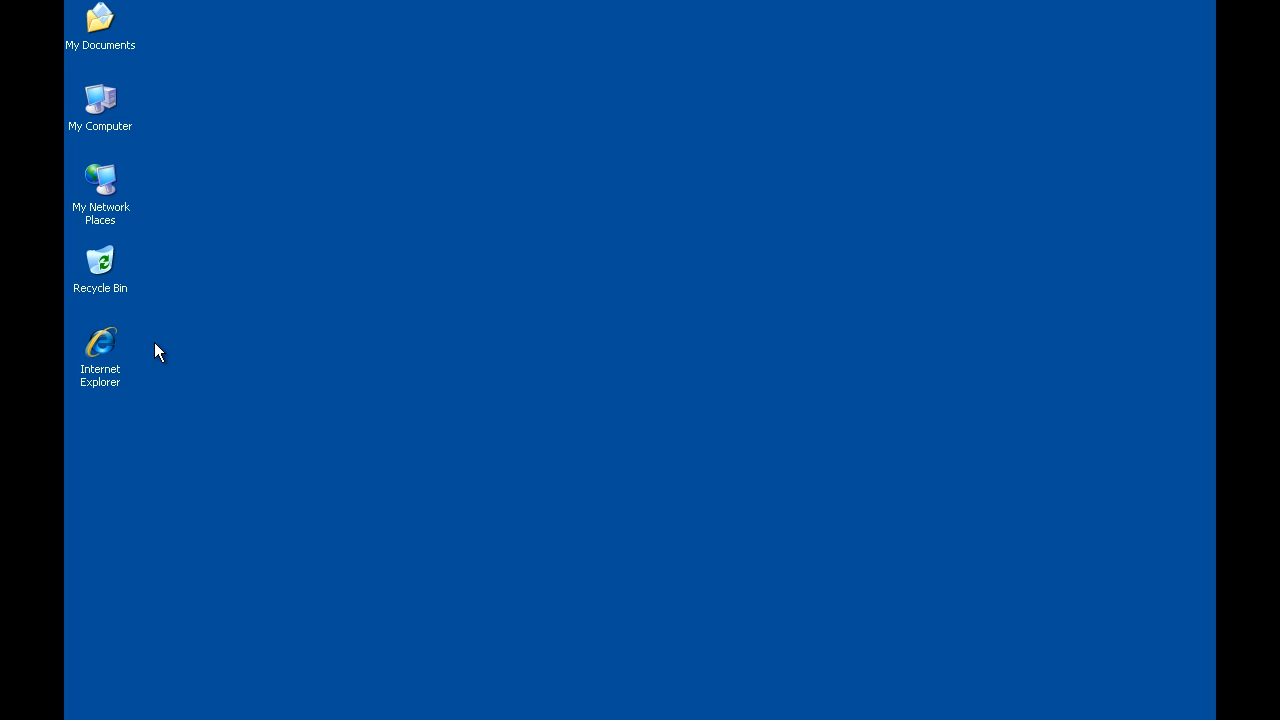 My Documents
My Computer
My Network
Places
Recycle Bin
Internet
Explorer